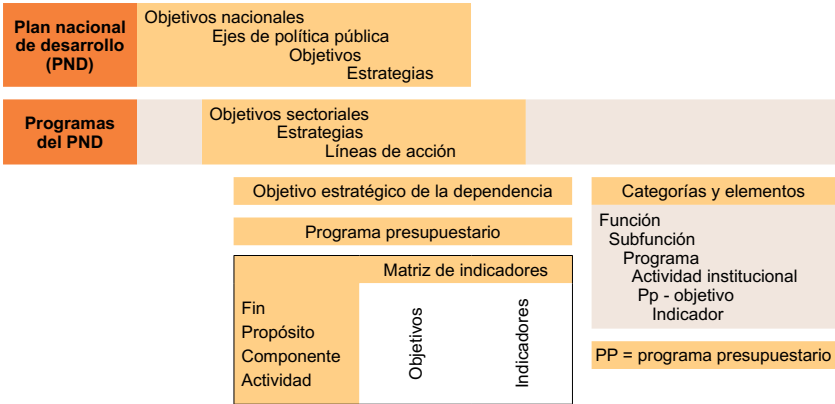 Plan nacional
de desarrollo
(PND)
Objetivos nacionales
Ejes de política pública
Objetivos
Estrategias
Programas
del PND
Objetivos sectoriales
Estrategias
Líneas de acción
Objetivo estratégico de la dependencia
Programa presupuestario
Matriz de indicadores
Fin
Propósito
Componente
Actividad
Objetivos
Indicadores
Categorías y elementos
Función
Subfunción
Programa
Actividad institucional
Pp - objetivo
Indicador
PP = programa presupuestario